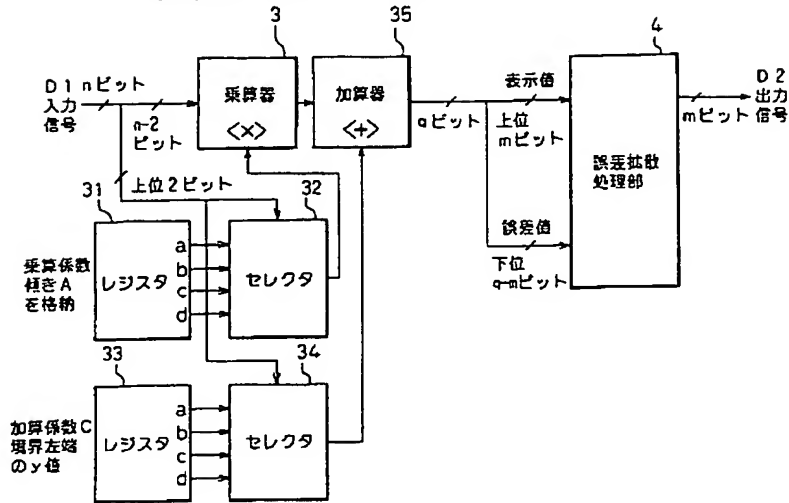 3
35
4
D1 nビット
入力
信号
n-2
ビット
乗算器
<×>
加算器
<+>
qビット
表示値
上位
mビット
誤差拡散
処理部
mビット
D2
出力
信号
上位2ビット
誤差値
下位
q-mビット
31
32
乗算係数
傾きA
を格納
レジスタ
a
b
c
d
セレクタ
33
34
加算係数C
境界左端
のy値
レジスタ
a
b
c
d
セレクタ